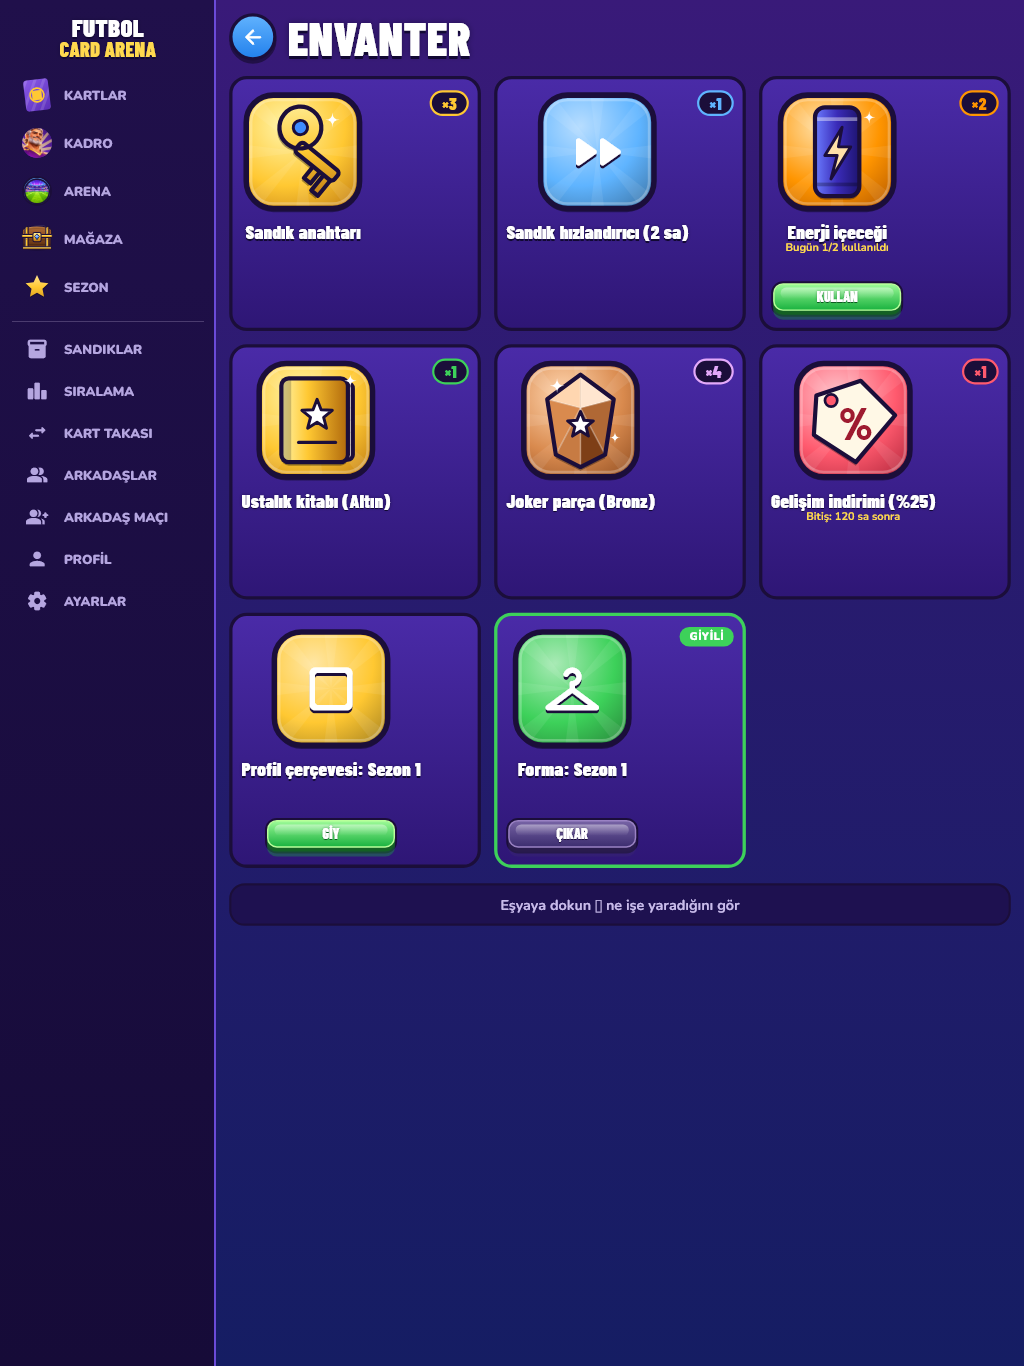 FUTBOL
CARD ARENA
KARTLAR
KADRO
ARENA
MAĞAZA
SEZON
SANDIKLAR
SIRALAMA
KART TAKASI
ARKADAŞLAR
ARKADAŞ MAÇI
PROFİL
AYARLAR
ENVANTER
×3
Sandık anahtarı
×1
Sandık hızlandırıcı (2 sa)
×2
Enerji içeceği
Bugün 1/2 kullanıldı
KULLAN
×1
Ustalık kitabı (Altın)
×4
Joker parça (Bronz)
×1
%
Gelişim indirimi (%25)
Bitiş: 120 sa sonra
Profil çerçevesi: Sezon 1
GİY
GİYİLİ
Forma: Sezon 1
ÇIKAR
Eşyaya dokun ▯ ne işe yaradığını gör